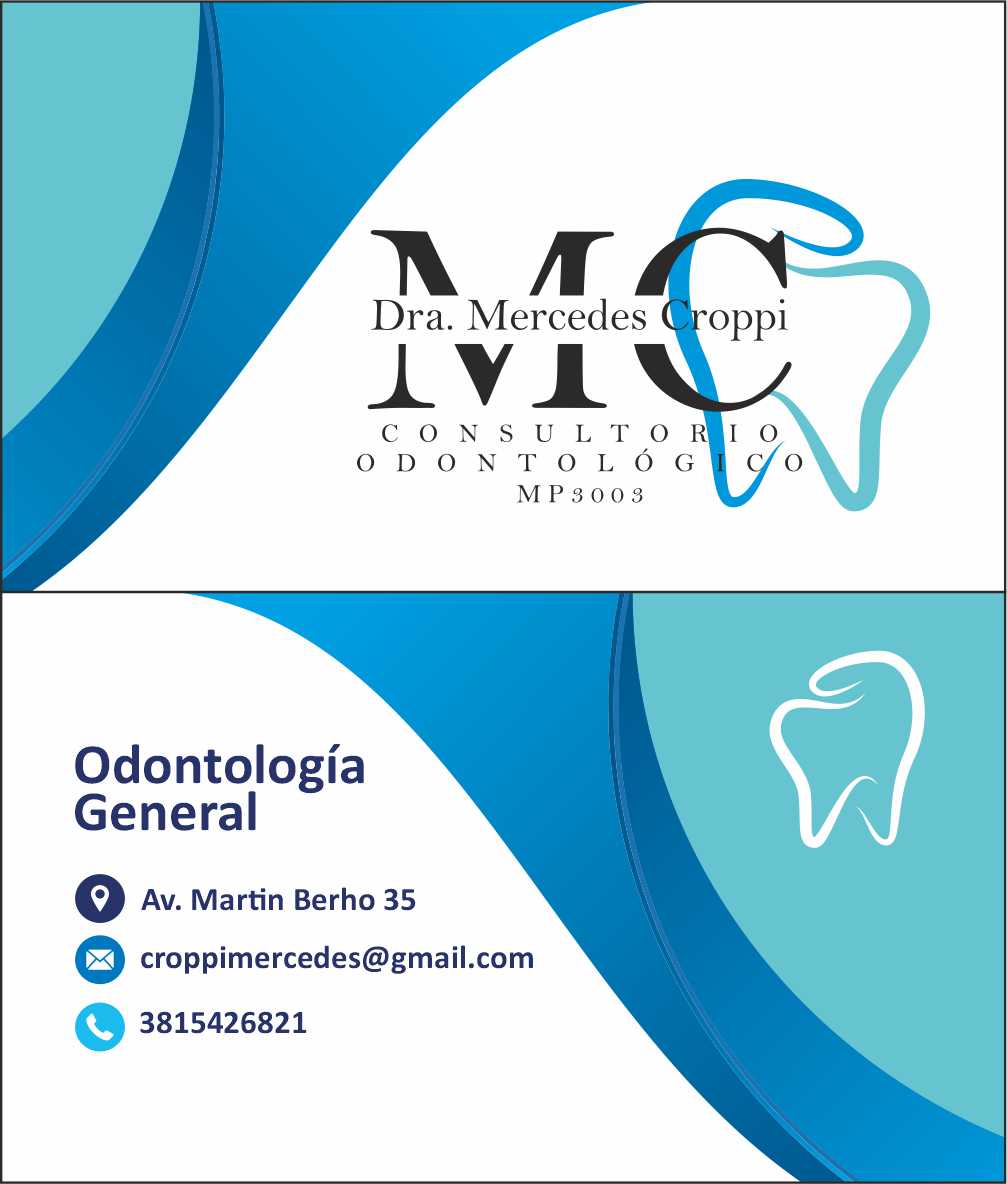 MC
Dra. Mercedes Croppi
CONSULTORIO
ODONTOLÓGICO
MP3003
Odontología
General
Av. Martin Berho 35
croppimercedes@gmail.com
3815426821